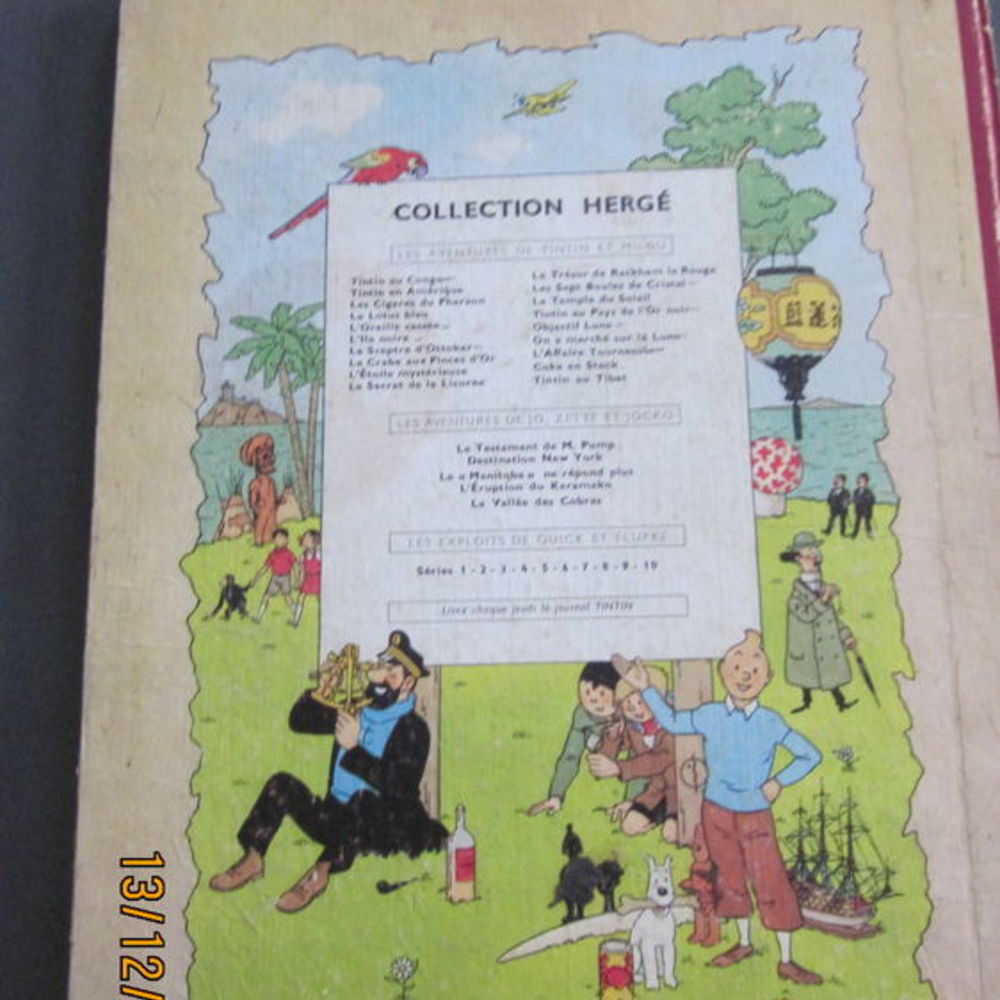 COLLECTION HERGÉ
LES AVENTURES DE TINTIN ET MILOU
Tintin au Congo
Tintin en Amérique
Les Cigares du Pharaon
Le Lotus bleu
L'Oreille cassée
L'Ile noire
Le Sceptre d'Ottokar
Le Crabe aux Pinces d'Or
L'Étoile mystérieuse
Le Secret de la Licorne
Le Trésor de Rackham le Rouge
Les Sept Boules de Cristal
Le Temple du Soleil
Tintin au Pays de l'Or noir
Objectif Lune
On a marché sur la Lune
L'Affaire Tournesol
Coke en Stock
Tintin au Tibet
LES AVENTURES DE JO, ZETTE ET JOCKO
Le Testament de M. Pump
Destination New York
Le « Manitoba » ne répond plus
L'Éruption du Karamako
La Vallée des Cobras
LES EXPLOITS DE QUICK ET FLUPKE
Séries 1 - 2 - 3 - 4 - 5 - 6 - 7 - 8 - 9 - 10
Lisez chaque jeudi le journal TINTIN
13/12/